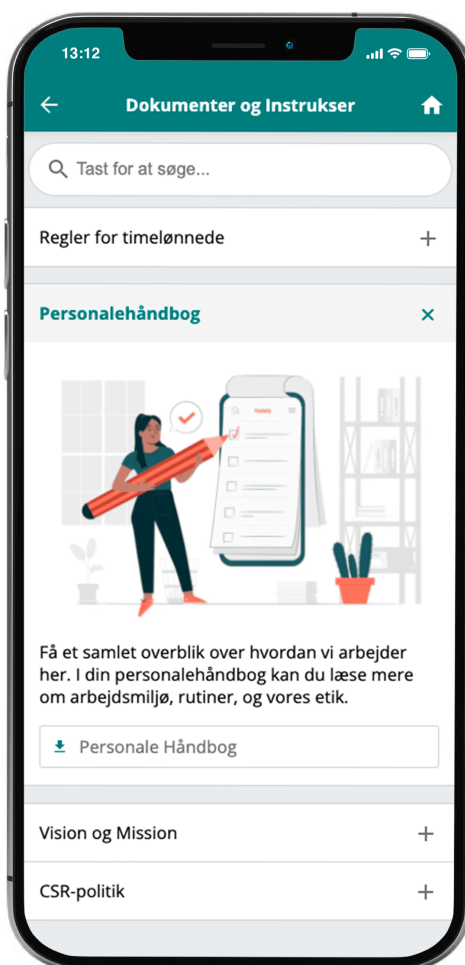 13:12
Dokumenter og Instrukser
Tast for at søge...
Regler for timelønnede
Personalehåndbog
TASKS
Få et samlet overblik over hvordan vi arbejder
her. I din personalehåndbog kan du læse mere
om arbejdsmiljø, rutiner, og vores etik.
Personale Håndbog
Vision og Mission
CSR-politik